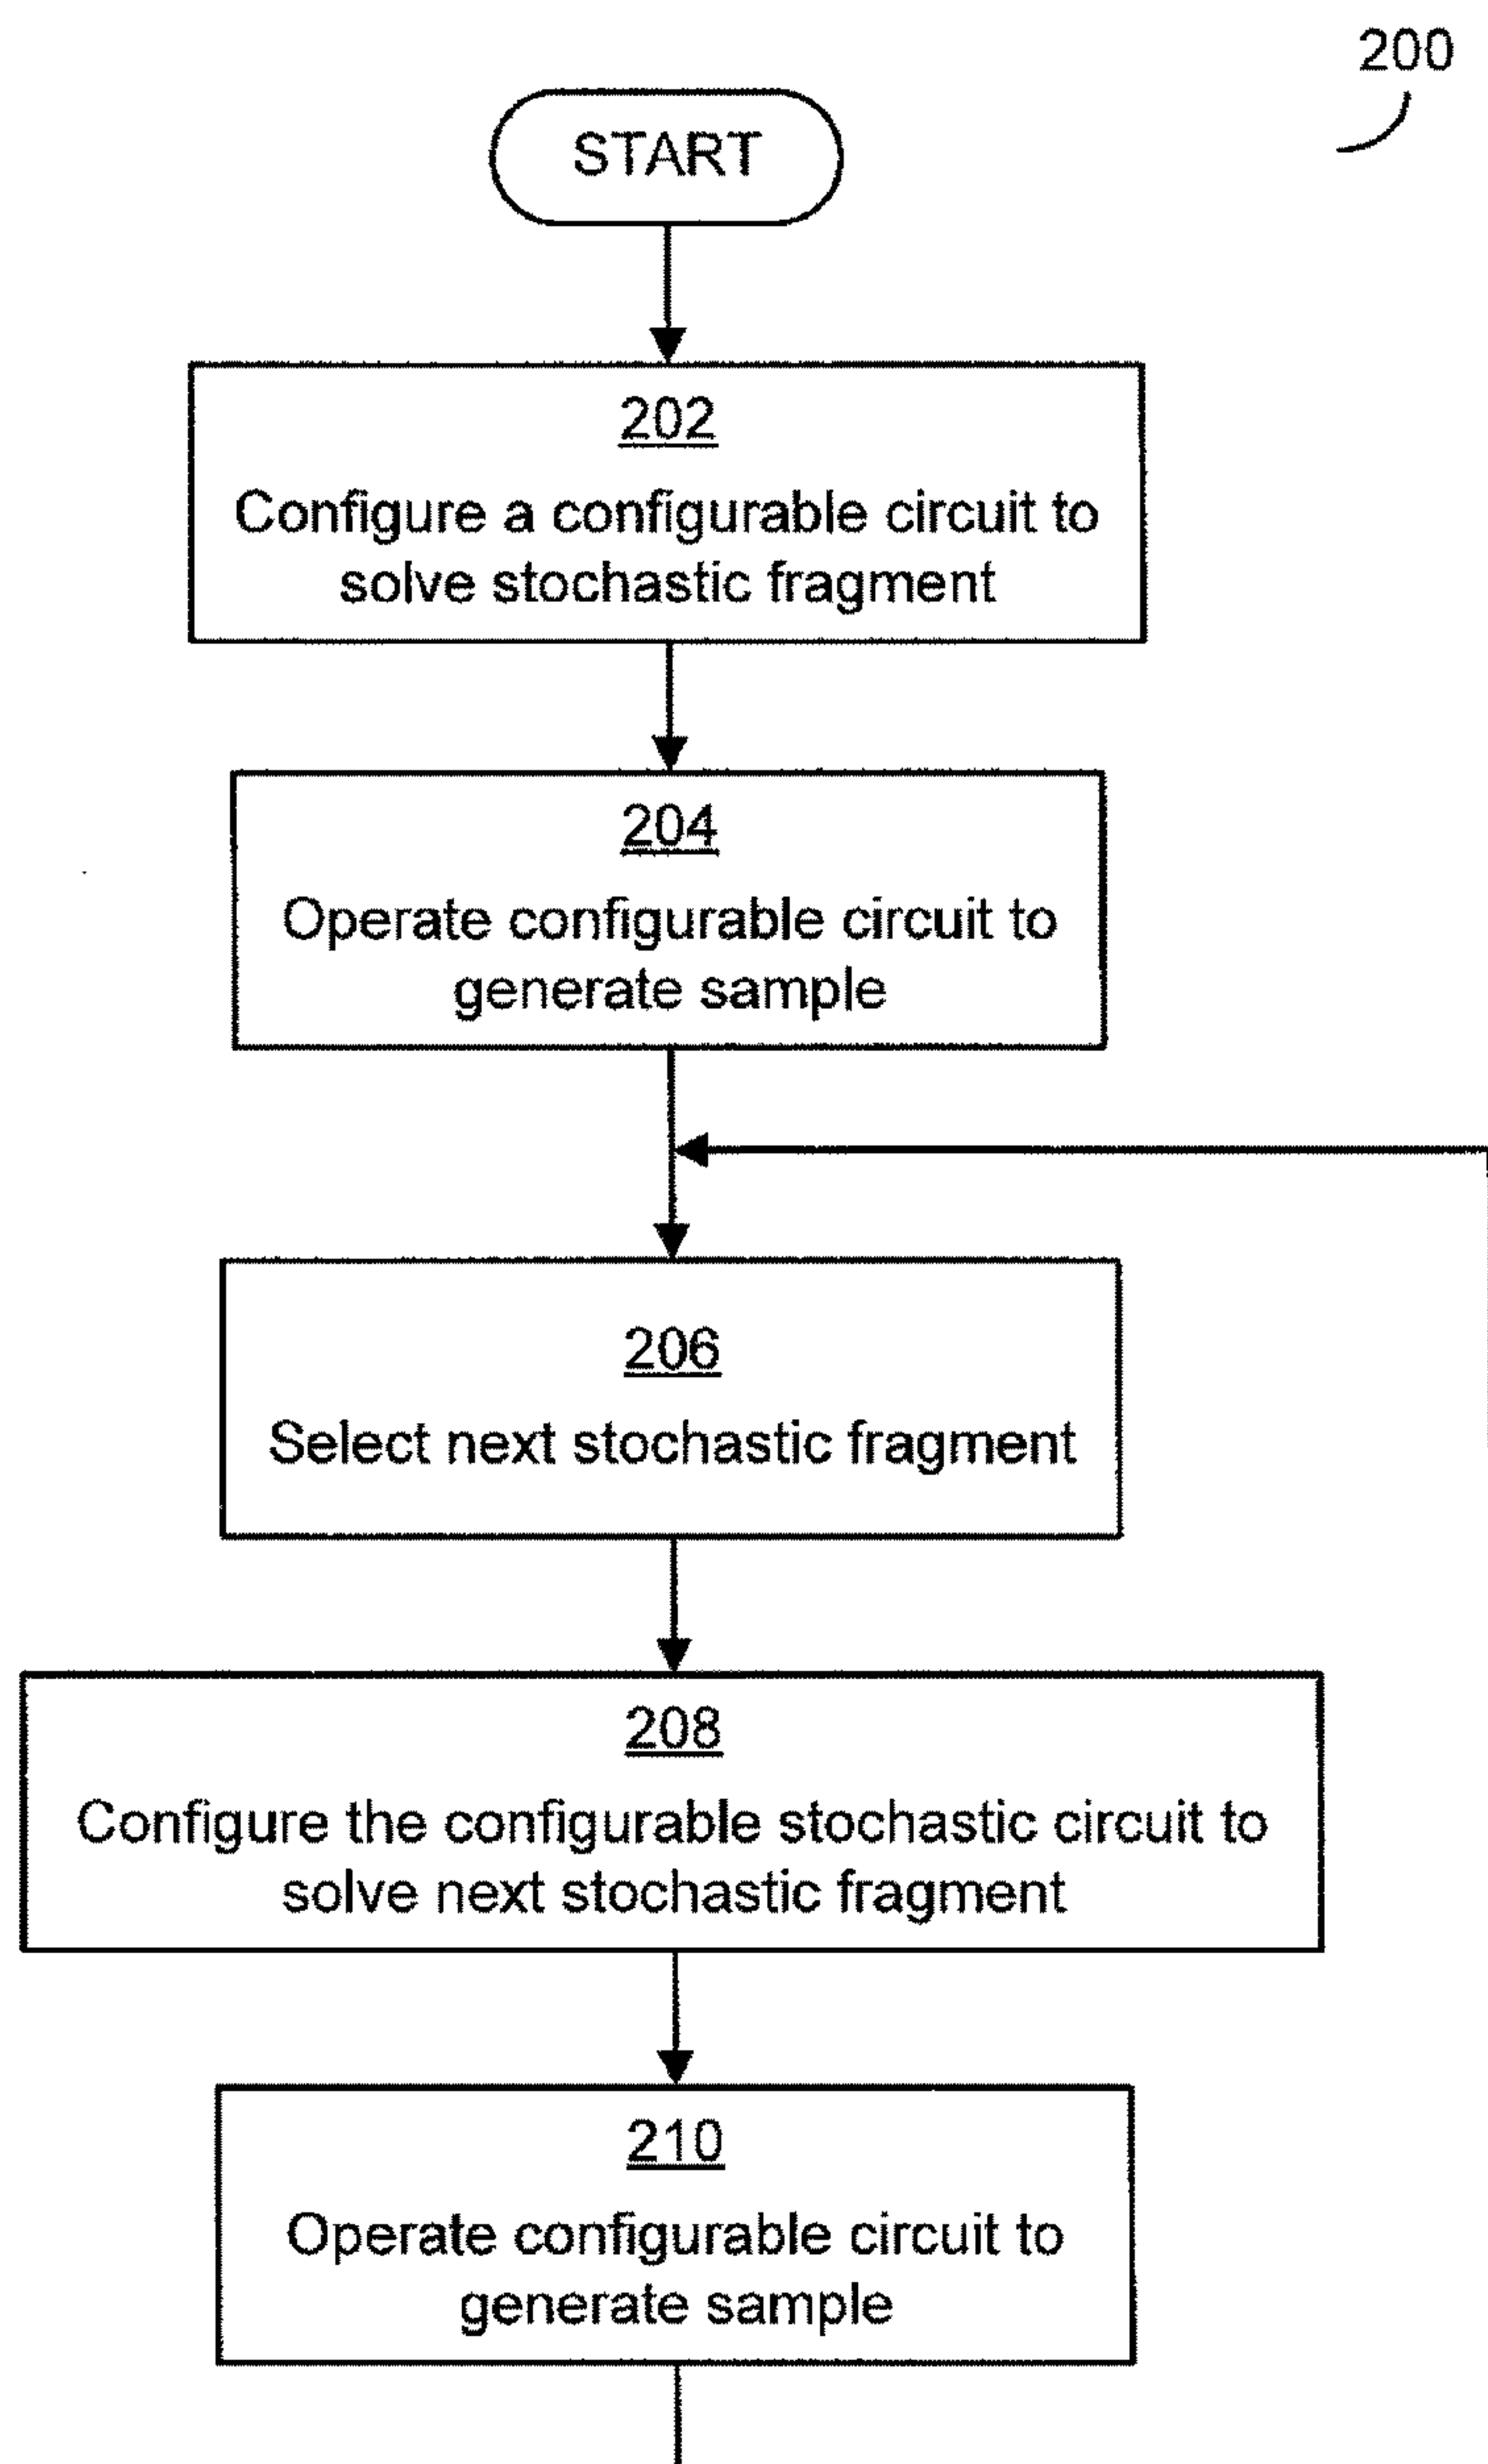 200
START
202
Configure a configurable circuit to
solve stochastic fragment
204
Operate configurable circuit to
generate sample
206
Select next stochastic fragment
208
Configure the configurable stochastic circuit to
solve next stochastic fragment
210
Operate configurable circuit to
generate sample